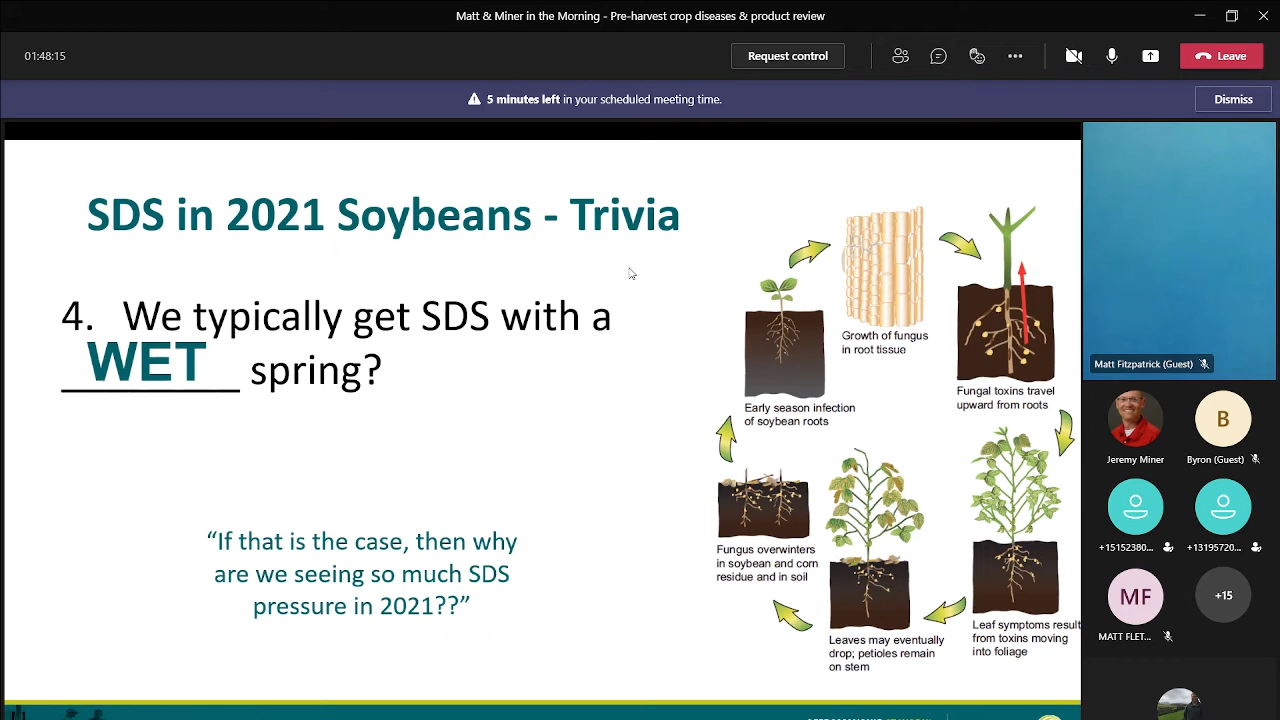 Matt & Miner in the Morning - Pre-harvest crop diseases & product review
01:48:15
Request control
Leave
5 minutes left in your scheduled meeting time.
Dismiss
SDS in 2021 Soybeans - Trivia
4. We typically get SDS with a
WET spring?
"If that is the case, then why
are we seeing so much SDS
pressure in 2021??"
Growth of fungus
in root tissue
Fungal toxins travel
upward from roots
Early season infection
of soybean roots
Fungus overwinters
in soybean and corn
residue and in soil
Leaves may eventually
drop; petioles remain
on stem
Leaf symptoms result
from toxins moving
into foliage
Matt Fitzpatrick (Guest)
Jeremy Miner
B
Byron (Guest)
+15152380...
+1319720...
MF
MATT FLET...
+15